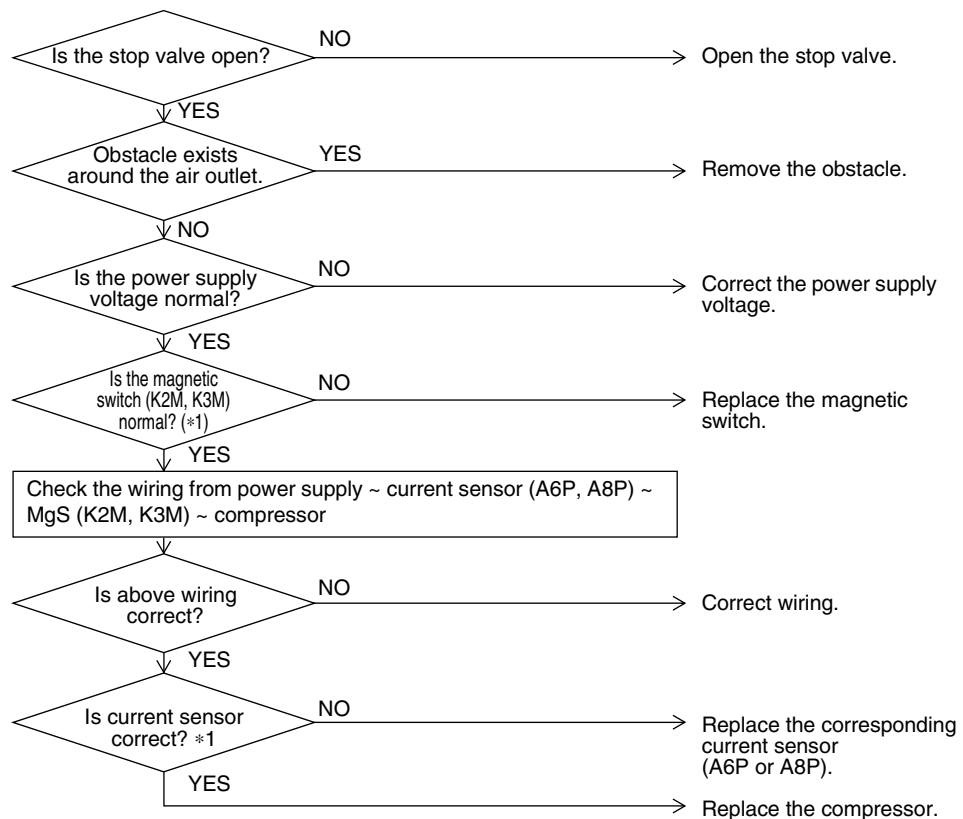 Is the stop valve open?
NO
Open the stop valve.
YES
Obstacle exists
around the air outlet.
YES
Remove the obstacle.
NO
Is the power supply
voltage normal?
NO
Correct the power supply
voltage.
YES
Is the magnetic
switch (K2M, K3M)
normal? (*1)
NO
Replace the magnetic
switch.
YES
Check the wiring from power supply ~ current sensor (A6P, A8P) ~
MgS (K2M, K3M) ~ compressor
Is above wiring
correct?
NO
Correct wiring.
YES
Is current sensor
correct? *1
NO
Replace the corresponding
current sensor
(A6P or A8P).
YES
Replace the compressor.